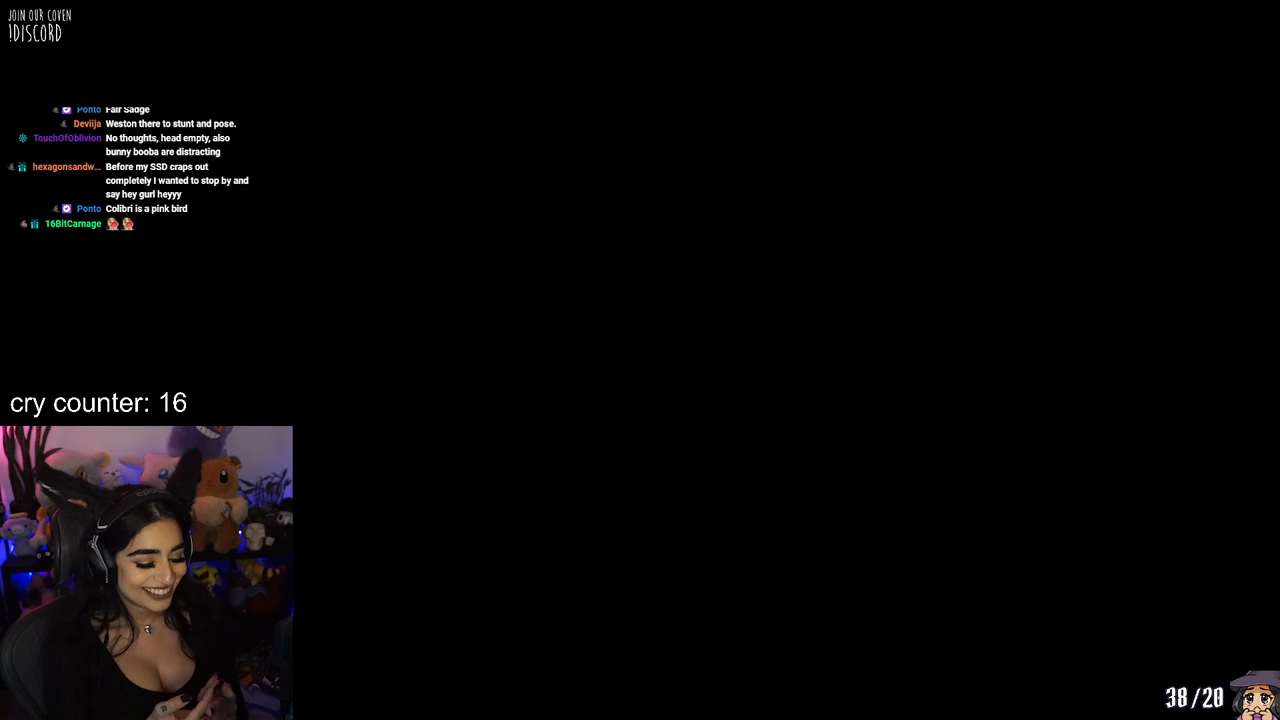 JOIN OUR COVEN
!DISCORD
Ponto Fair Sadge
Deviija Weston there to stunt and pose.
TouchOfOblivion No thoughts, head empty, also
bunny booba are distracting
hexagonsandw... Before my SSD craps out
completely I wanted to stop by and
say hey gurl heyyy
Ponto Colibri is a pink bird
16BitCarnage
cry counter: 16
38/20